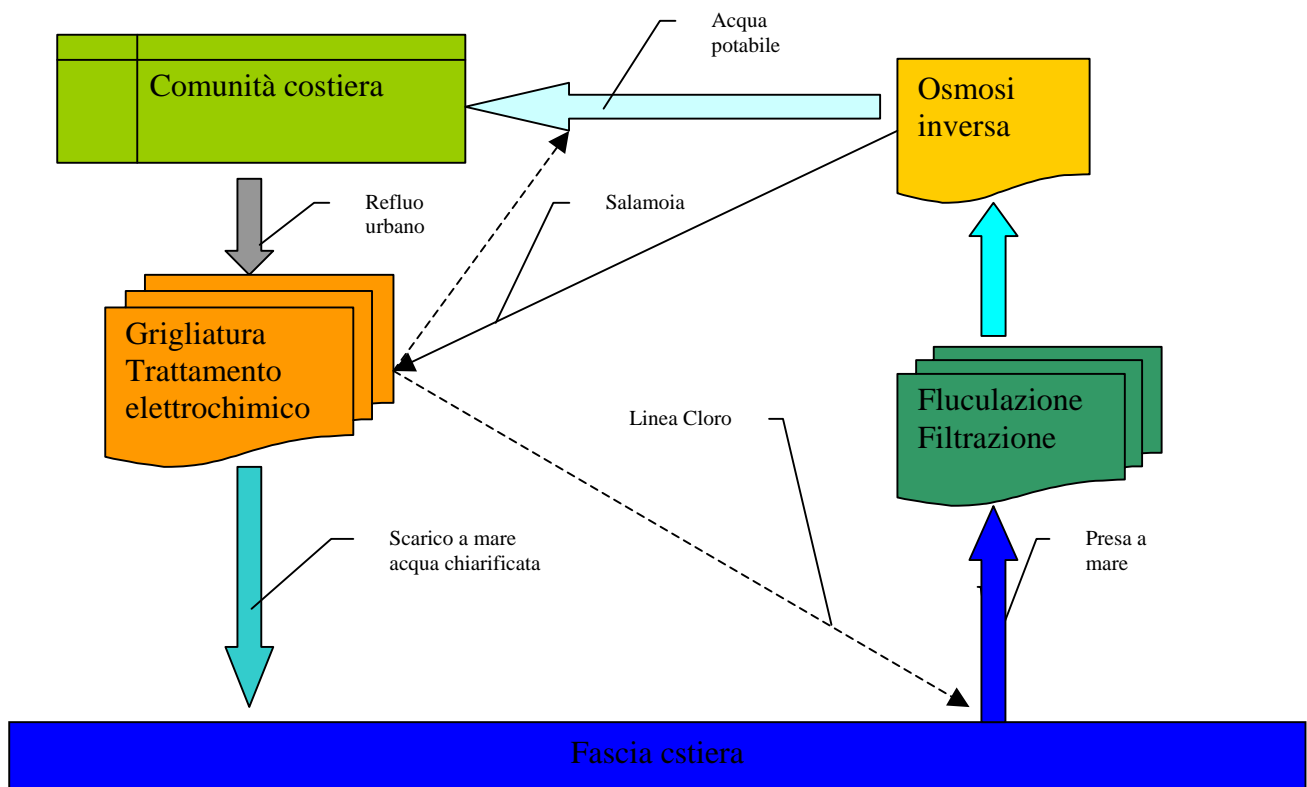 Acqua
potabile
Comunità costiera
Osmosi
inversa
Refluo
urbano
Salamoia
Grigliatura
Trattamento
elettrochimico
Linea Cloro
Fluculazione
Filtrazione
Scarico a mare
acqua chiarificata
Presa a
mare
Fascia cstiera